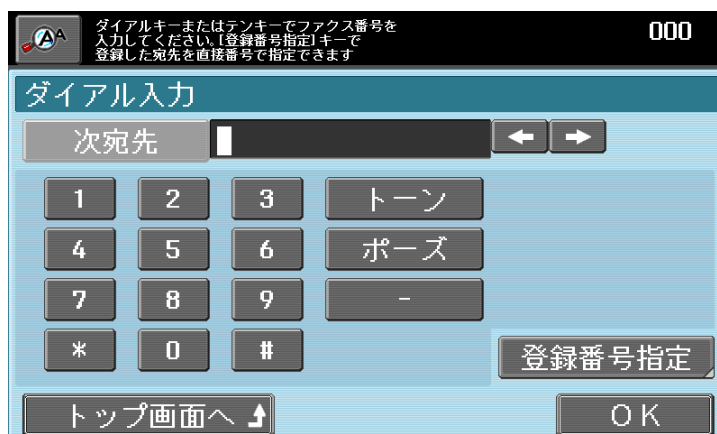 ダイアルキーまたはテンキーでファクス番号を
入力してください。[登録番号指定]キーで
登録した宛先を直接番号で指定できます
000
AA
ダイアル入力
次宛先 ← →
1 2 3 トーン
4 5 6 ポーズ
7 8 9 -
* 0 # 登録番号指定
トップ画面へ OK